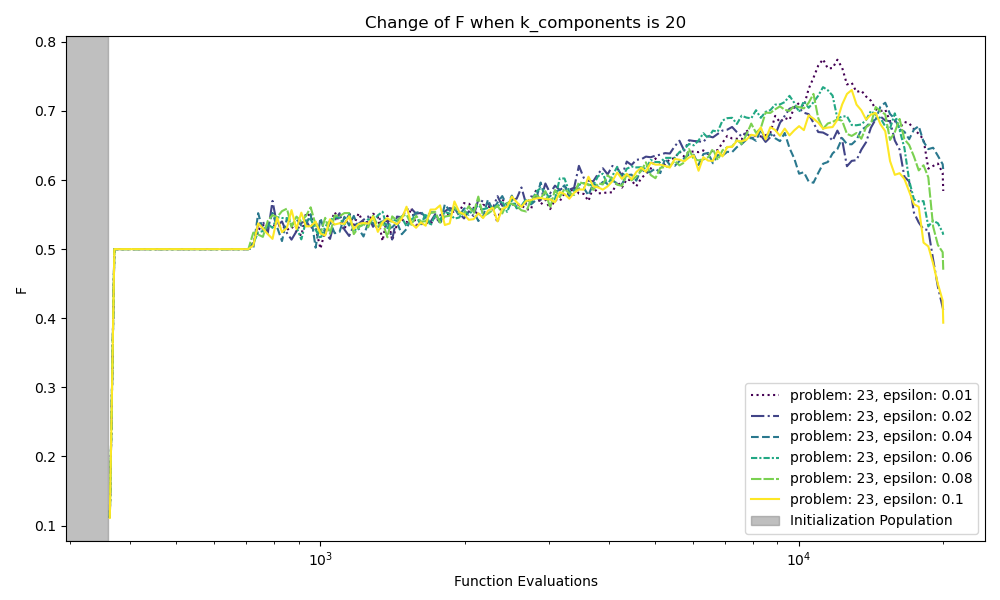 Change of F when k_components is 20
F
0.8
0.7
0.6
0.5
0.4
0.3
0.2
0.1
10³
10⁴
Function Evaluations
problem: 23, epsilon: 0.01
problem: 23, epsilon: 0.02
problem: 23, epsilon: 0.04
problem: 23, epsilon: 0.06
problem: 23, epsilon: 0.08
problem: 23, epsilon: 0.1
Initialization Population